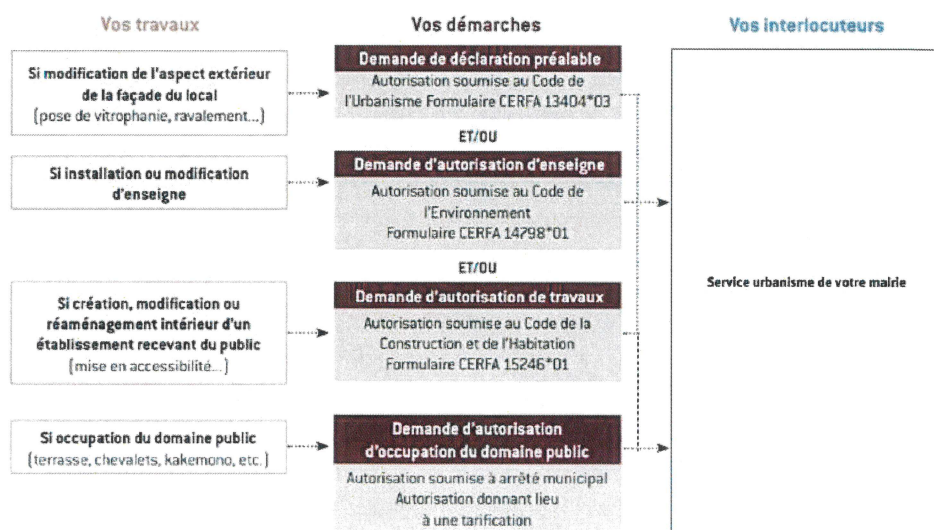 Vos travaux
Vos démarches
Vos interlocuteurs
Si modification de l'aspect extérieur
de la façade du local
(pose de vitrophanie, ravalement...)
Demande de déclaration préalable
Autorisation soumise au Code de
l'Urbanisme Formulaire CERFA 13404*03
ET/OU
Si installation ou modification
d'enseigne
Demande d'autorisation d'enseigne
Autorisation soumise au Code de
l'Environnement
Formulaire CERFA 14798*01
ET/OU
Si création, modification ou
réaménagement intérieur d'un
établissement recevant du public
(mise en accessibilité...)
Demande d'autorisation de travaux
Autorisation soumise au Code de la
Construction et de l'Habitation
Formulaire CERFA 15246*01
Si occupation du domaine public
(terrasse, chevalets, kakemono, etc.)
Demande d'autorisation
d'occupation du domaine public
Autorisation soumise à arrêté municipal
Autorisation donnant lieu
à une tarification
Service urbanisme de votre mairie